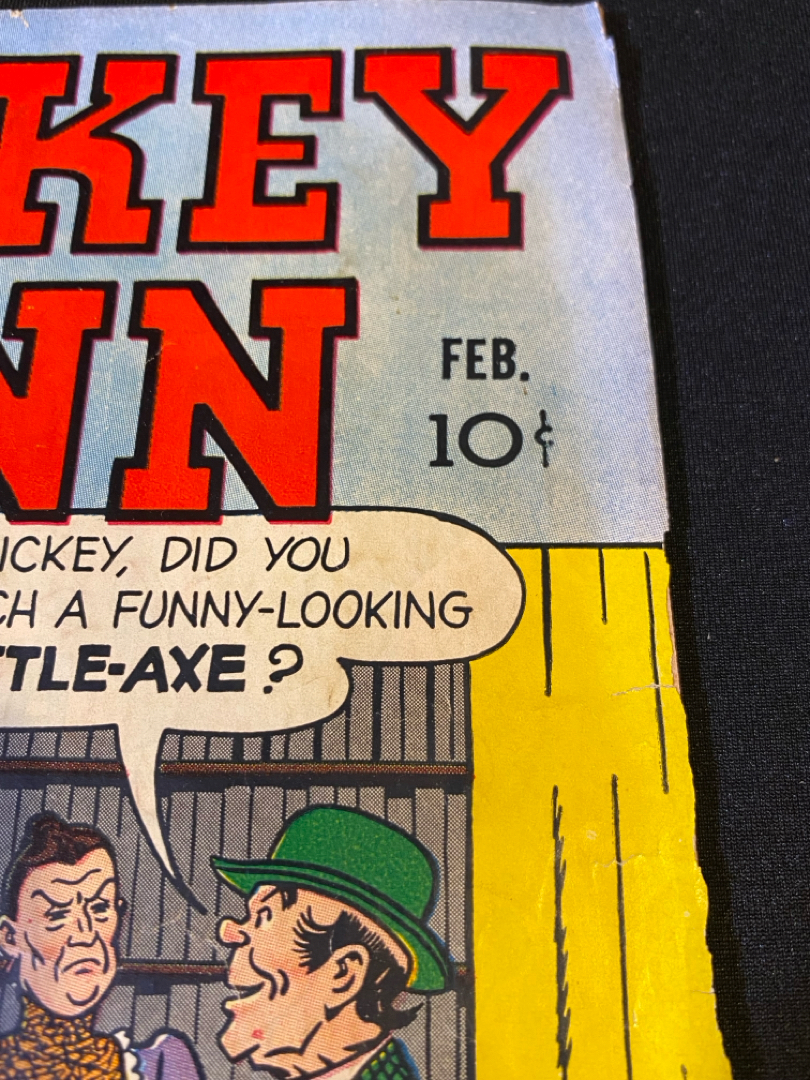 KEY
NN
FEB.
10¢
ICKEY, DID YOU
CH A FUNNY-LOOKING
TTLE-AXE?